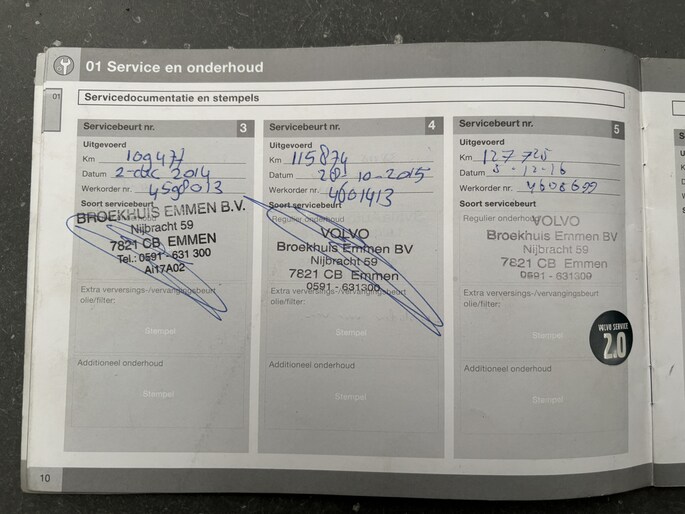 01 Service en onderhoud
01
Servicedocumentatie en stempels
Servicebeurt nr. 3
Uitgevoerd
Km 109477
Datum 2-dec 2014
Werkorder nr. 4598013
Soort servicebeurt
BROEKHUIS EMMEN B.V.
Nijbracht 59
7821 CB EMMEN
Tel.: 0591 - 631 300
Ai17A02
Extra verversings-/vervangingsbeurt
olie/filter:
Stempel
Additioneel onderhoud
Stempel
Servicebeurt nr. 4
Uitgevoerd
Km 115874
Datum 28-10-2015
Werkorder nr. 4601413
Soort servicebeurt
Regulier onderhoud
VOLVO
Broekhuis Emmen BV
Nijbracht 59
7821 CB Emmen
0591 - 631300
Extra verversings-/vervangingsbeurt
olie/filter:
Stempel
Additioneel onderhoud
Stempel
Servicebeurt nr. 5
Uitgevoerd
Km 127725
Datum 5-12-16
Werkorder nr.
Soort servicebeurt
Regulier onderhoud
VOLVO
Broekhuis Emmen BV
Nijbracht 59
7821 CB Emmen
0591 - 631300
Extra verversings-/vervangingsbeurt
olie/filter:
Stempel
VOLVO SERVICE
2.0
Additioneel onderhoud
Stempel
10